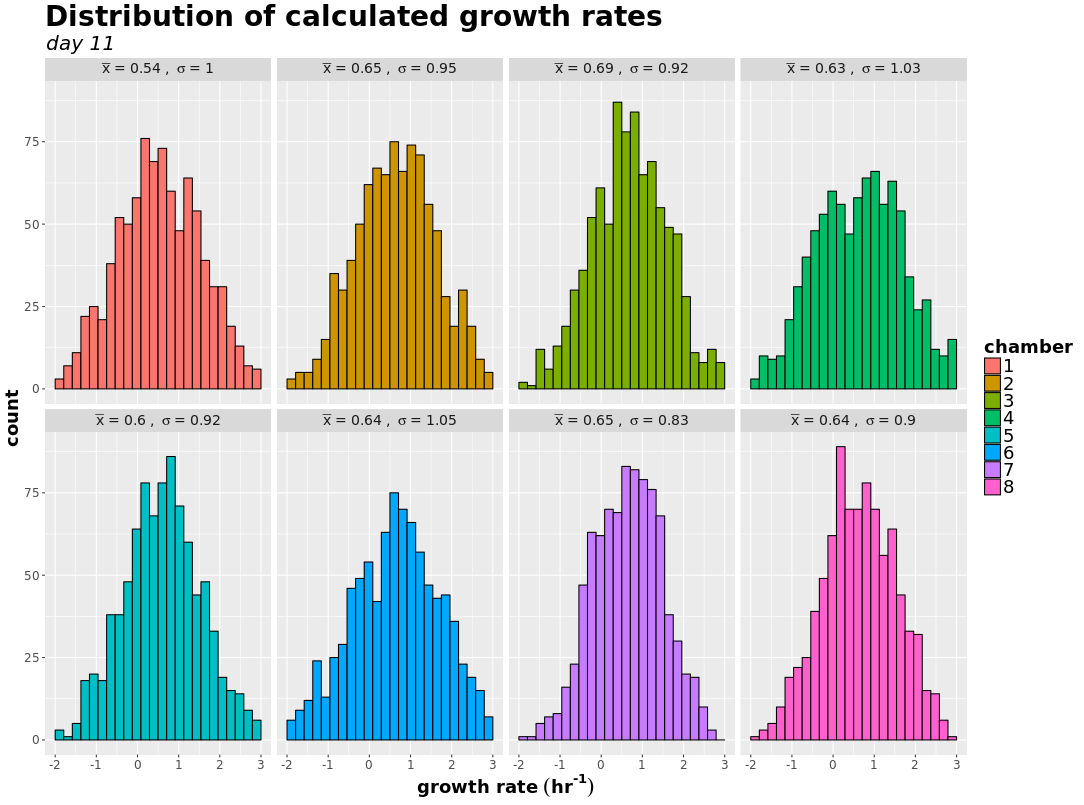 Distribution of calculated growth rates
day 11
x̅ = 0.54 , σ = 1
x̅ = 0.65 , σ = 0.95
x̅ = 0.69 , σ = 0.92
x̅ = 0.63 , σ = 1.03
75
50
25
0
x̅ = 0.6 , σ = 0.92
x̅ = 0.64 , σ = 1.05
x̅ = 0.65 , σ = 0.83
x̅ = 0.64 , σ = 0.9
75
50
25
0
-2 -1 0 1 2 3
-2 -1 0 1 2 3
-2 -1 0 1 2 3
-2 -1 0 1 2 3
growth rate (hr⁻¹)
count
chamber
1
2
3
4
5
6
7
8